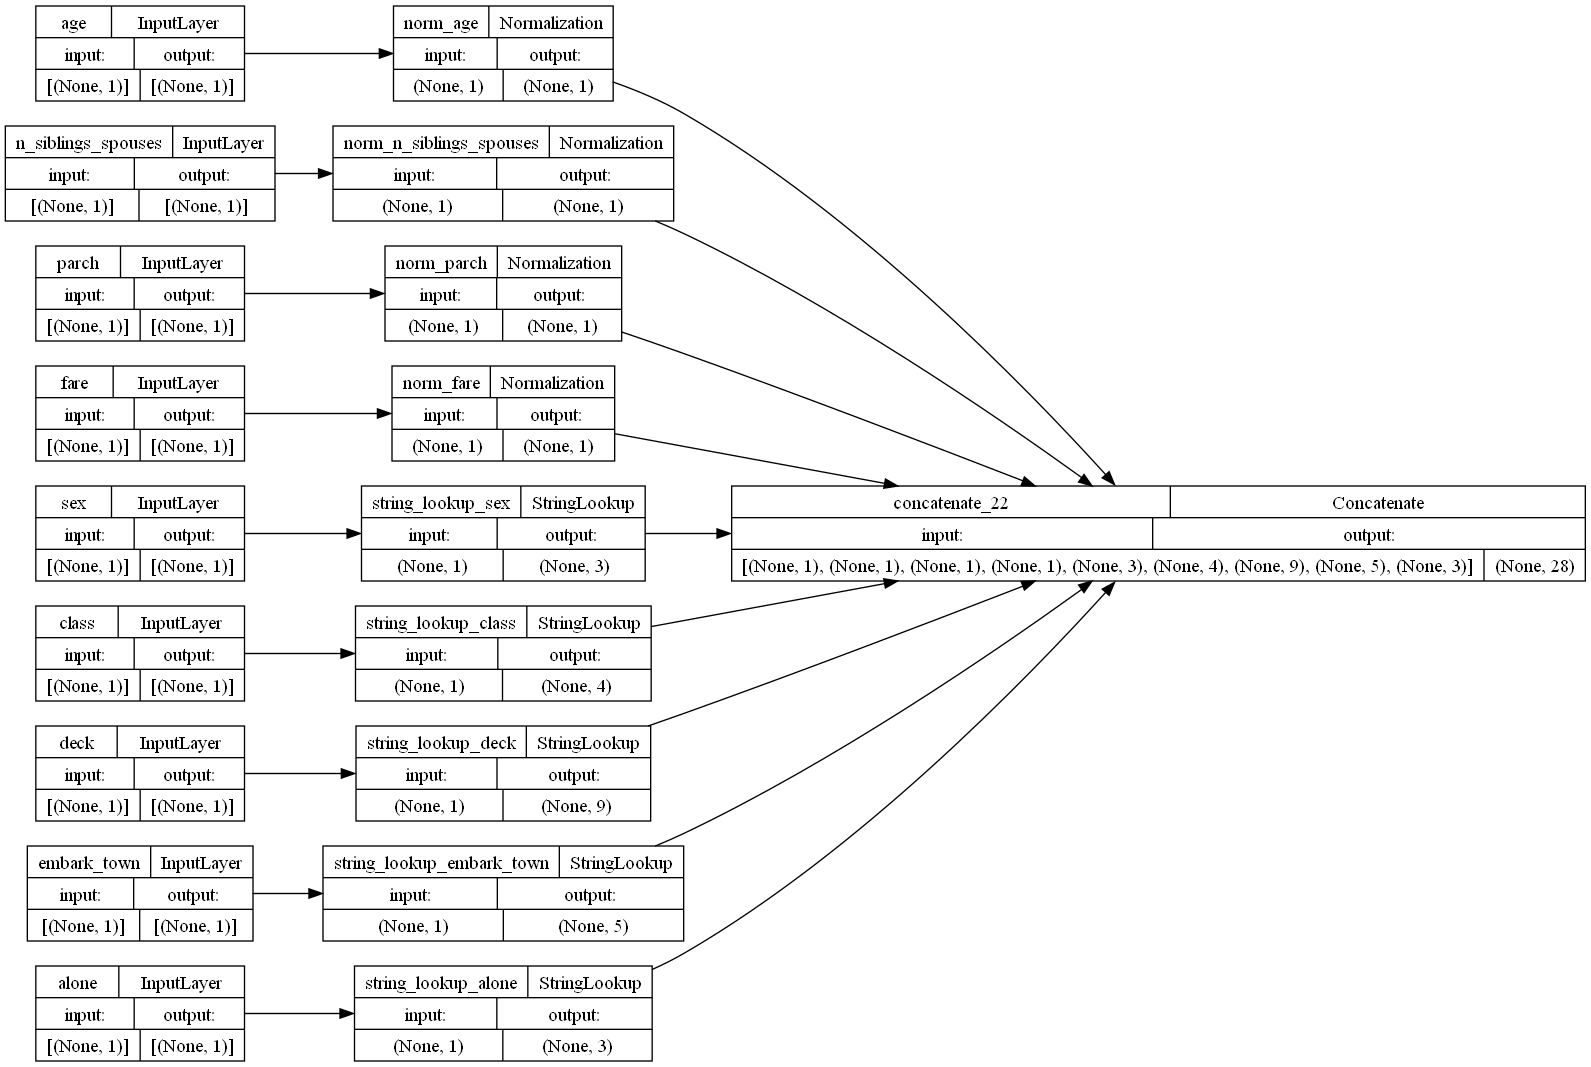 age InputLayer
input: output:
[(None, 1)] [(None, 1)]
norm_age Normalization
input: output:
(None, 1) (None, 1)
n_siblings_spouses InputLayer
input: output:
[(None, 1)] [(None, 1)]
norm_n_siblings_spouses Normalization
input: output:
(None, 1) (None, 1)
parch InputLayer
input: output:
[(None, 1)] [(None, 1)]
norm_parch Normalization
input: output:
(None, 1) (None, 1)
fare InputLayer
input: output:
[(None, 1)] [(None, 1)]
norm_fare Normalization
input: output:
(None, 1) (None, 1)
sex InputLayer
input: output:
[(None, 1)] [(None, 1)]
string_lookup_sex StringLookup
input: output:
(None, 1) (None, 3)
concatenate_22 Concatenate
input: output:
[(None, 1), (None, 1), (None, 1), (None, 1), (None, 3), (None, 4), (None, 9), (None, 5), (None, 3)] (None, 28)
class InputLayer
input: output:
[(None, 1)] [(None, 1)]
string_lookup_class StringLookup
input: output:
(None, 1) (None, 4)
deck InputLayer
input: output:
[(None, 1)] [(None, 1)]
string_lookup_deck StringLookup
input: output:
(None, 1) (None, 9)
embark_town InputLayer
input: output:
[(None, 1)] [(None, 1)]
string_lookup_embark_town StringLookup
input: output:
(None, 1) (None, 5)
alone InputLayer
input: output:
[(None, 1)] [(None, 1)]
string_lookup_alone StringLookup
input: output:
(None, 1) (None, 3)